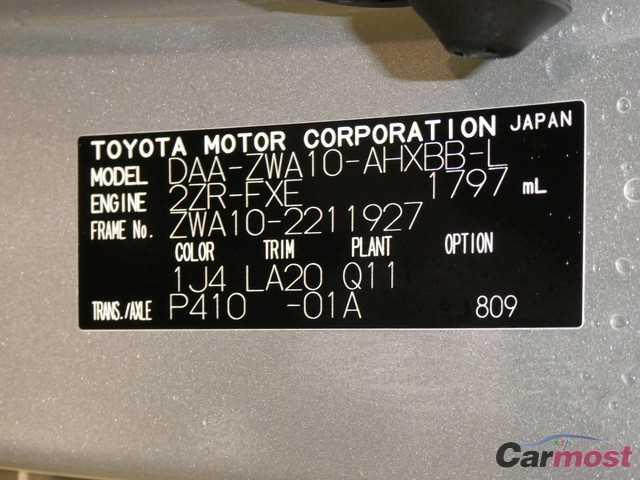 TOYOTA MOTOR CORPORATION JAPAN
MODEL DAA-ZWA10-AHXBB-L
ENGINE 2ZR-FXE 1797 mL
FRAME No. ZWA10-2211927
COLOR TRIM PLANT OPTION
1J4 LA20 Q11
TRANS./AXLE P410 -01A 809
Carmost